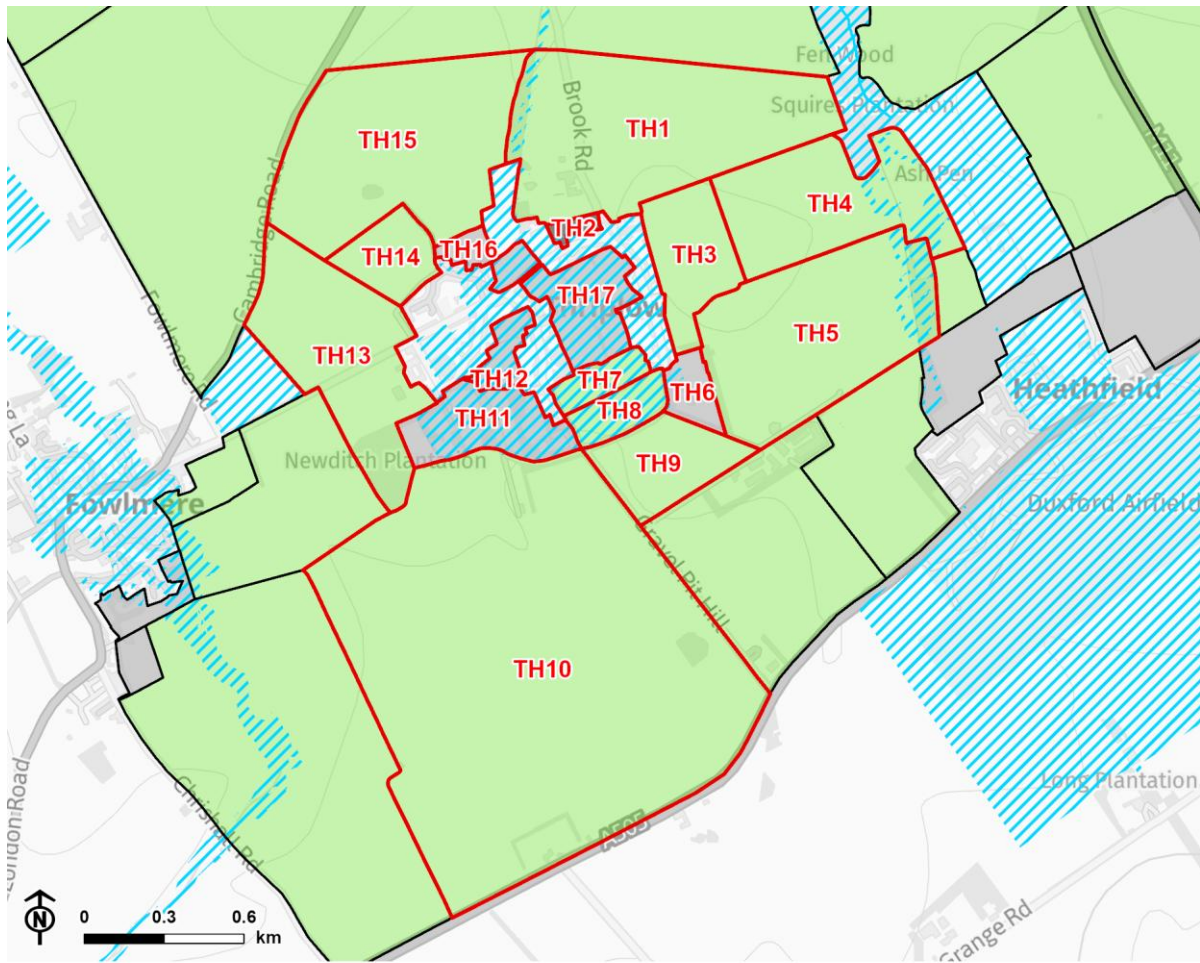 Fen Wood
Squires Plantation
Brook Rd
TH1
TH15
Ash Pen
TH4
TH2
TH3
Cambridge Road
TH16
TH14
TH17
Fowlmere Rd
TH5
TH13
TH7
TH12
TH6
TH8
Heathfield
TH11
Newditch Plantation
TH9
Fowlmere
Duxford Airfield
Gravel Pit Hill
TH10
Long Plantation
A505
Chrishall Rd
London Road
Grange Rd
N
0 0.3 0.6
km